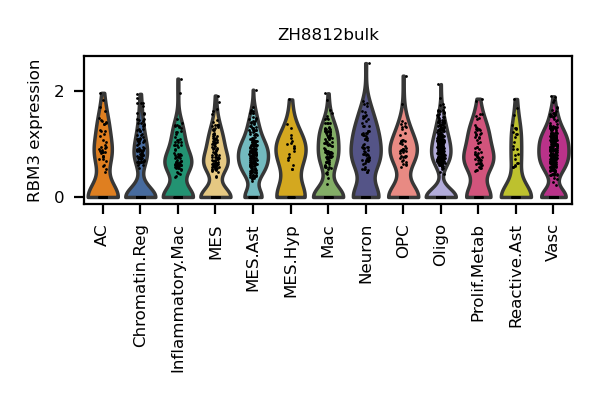 ZH8812bulk
RBM3 expression
2
0
AC
Chromatin.Reg
Inflammatory.Mac
MES
MES.Ast
MES.Hyp
Mac
Neuron
OPC
Oligo
Prolif.Metab
Reactive.Ast
Vasc